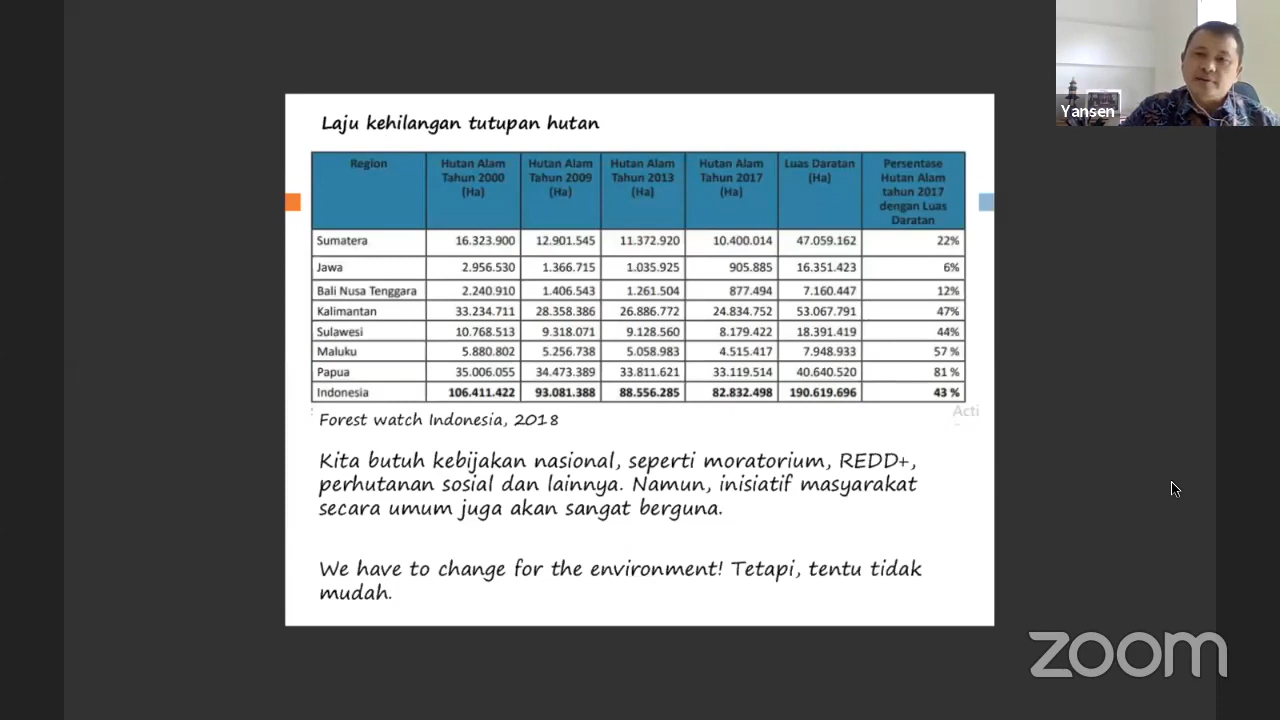 Yansen
Laju kehilangan tutupan hutan
Region Hutan Alam Tahun 2000 (Ha) Hutan Alam Tahun 2009 (Ha) Hutan Alam Tahun 2013 (Ha) Hutan Alam Tahun 2017 (Ha) Luas Daratan (Ha) Persentase Hutan Alam tahun 2017 dengan Luas Daratan
Sumatera 16.323.900 12.901.545 11.372.920 10.400.014 47.059.162 22%
Jawa 2.956.530 1.366.715 1.035.925 905.885 16.351.423 6%
Bali Nusa Tenggara 2.240.910 1.406.543 1.261.504 877.494 7.160.447 12%
Kalimantan 33.234.711 28.358.386 26.886.772 24.834.752 53.067.791 47%
Sulawesi 10.768.513 9.318.071 9.128.560 8.179.422 18.391.419 44%
Maluku 5.880.802 5.256.738 5.058.983 4.515.417 7.948.933 57 %
Papua 35.006.055 34.473.389 33.811.621 33.119.514 40.640.520 81 %
Indonesia 106.411.422 93.081.388 88.556.285 82.832.498 190.619.696 43 %
Acti
Forest watch Indonesia, 2018
Kita butuh kebijakan nasional, seperti moratorium, REDD+,
perhutanan sosial dan lainnya. Namun, inisiatif masyarakat
secara umum juga akan sangat berguna.
We have to change for the environment! Tetapi, tentu tidak
mudah.
zoom